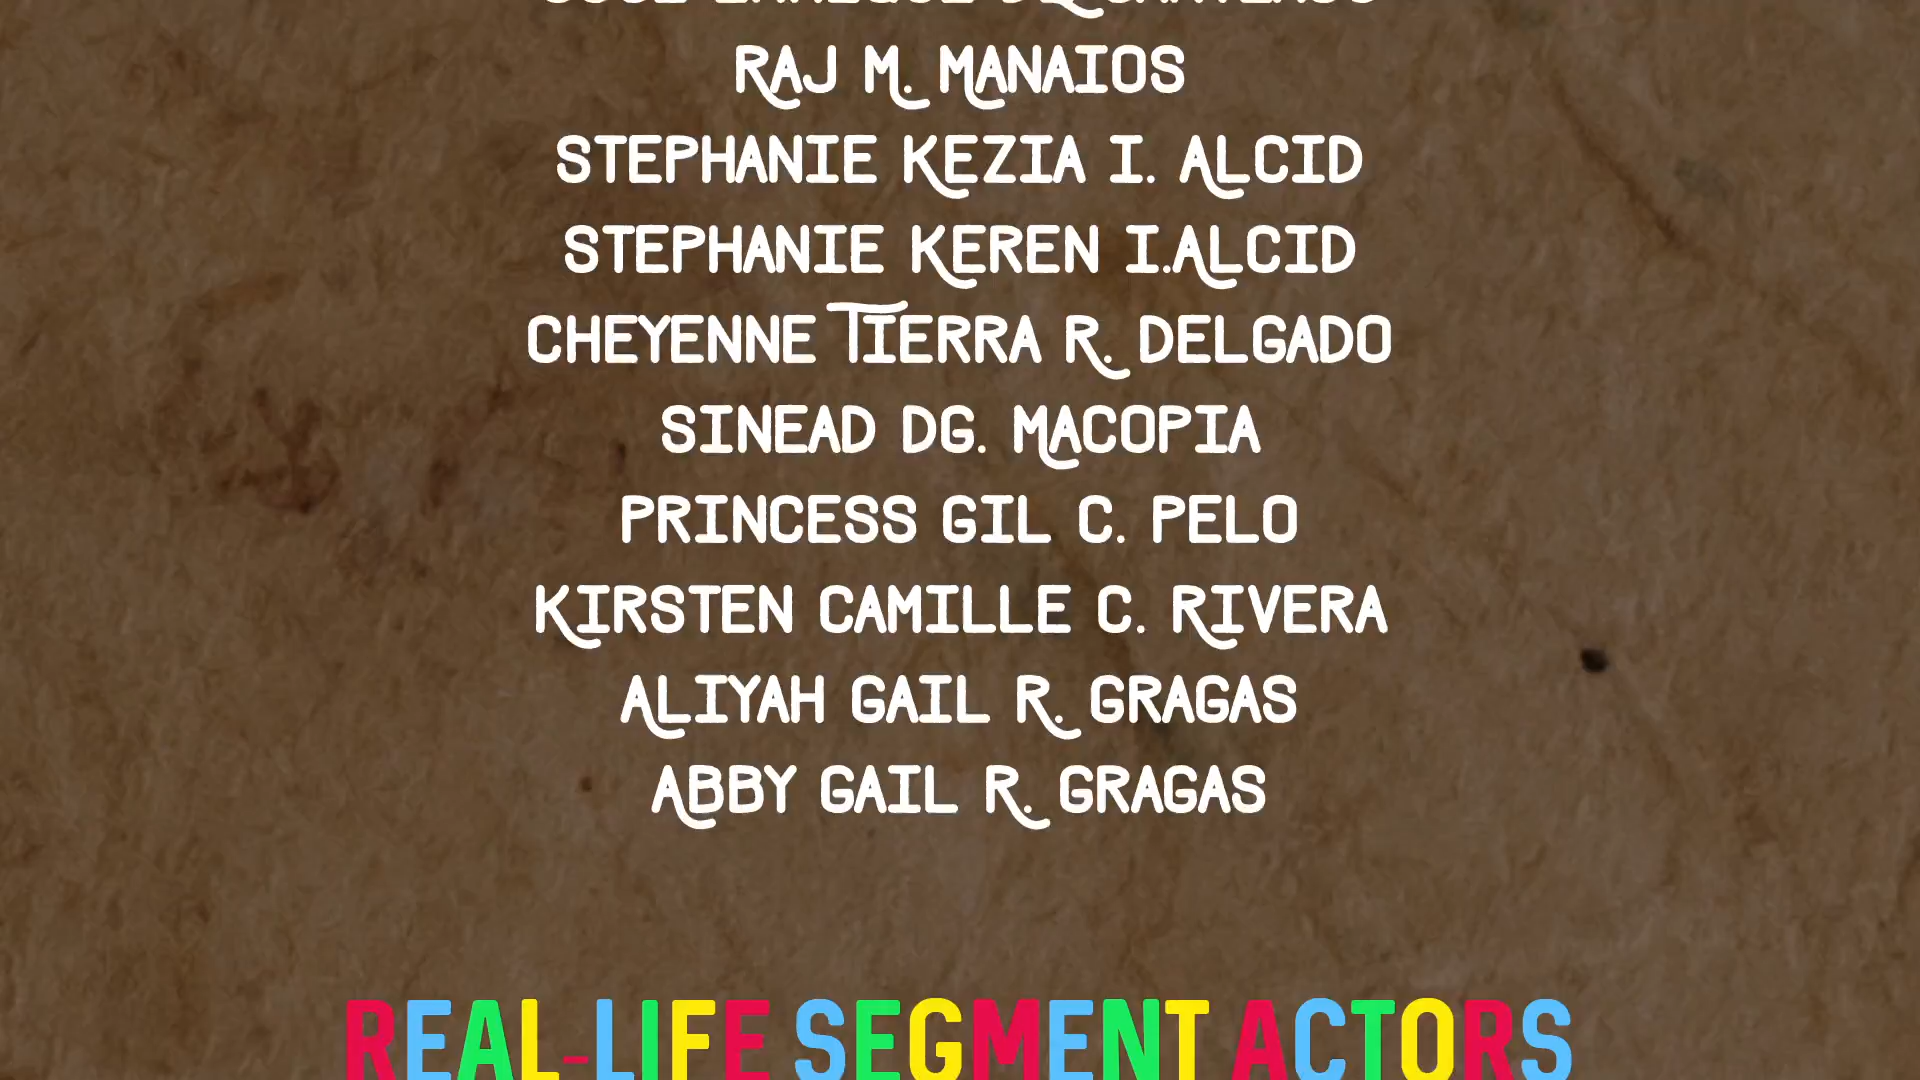 RAJ M. MANAIOS
STEPHANIE KEZIA I. ALCID
STEPHANIE KEREN I.ALCID
CHEYENNE TIERRA R. DELGADO
SINEAD DG. MACOPIA
PRINCESS GIL C. PELO
KIRSTEN CAMILLE C. RIVERA
ALIYAH GAIL R. GRAGAS
ABBY GAIL R. GRAGAS
REAL-LIFE SEGMENT ACTORS